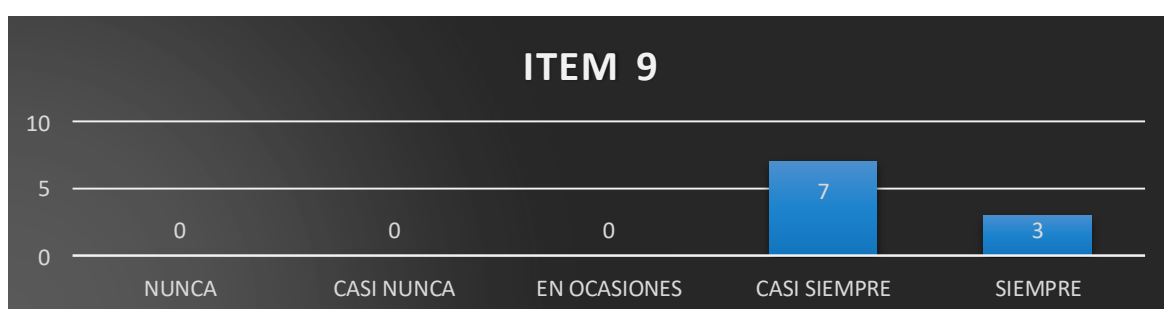 ITEM 9
10
5
0
0
0
0
7
3
NUNCA
CASI NUNCA
EN OCASIONES
CASI SIEMPRE
SIEMPRE